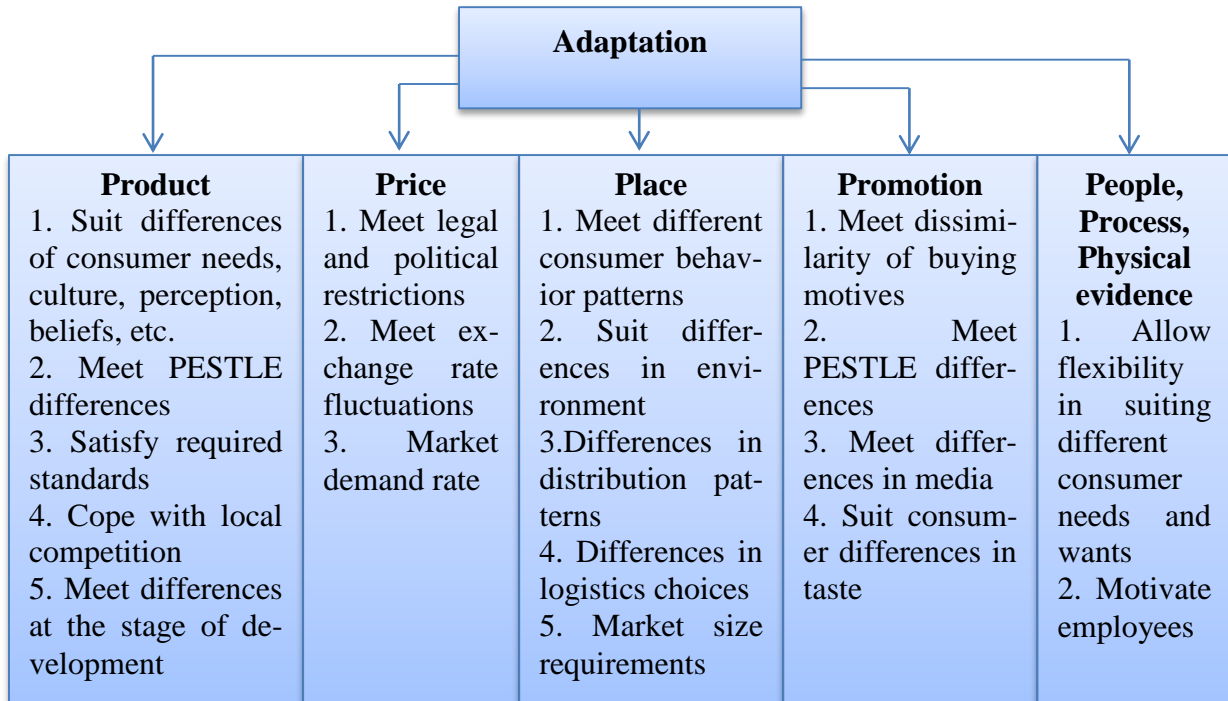 Adaptation
Product
1. Suit differences
of consumer needs,
culture, perception,
beliefs, etc.
2. Meet PESTLE
differences
3. Satisfy required
standards
4. Cope with local
competition
5. Meet differences
at the stage of de-
velopment
Price
1. Meet legal
and political
restrictions
2. Meet ex-
change rate
fluctuations
3. Market
demand rate
Place
1. Meet different
consumer behav-
ior patterns
2. Suit differ-
ences in envi-
ronment
3.Differences in
distribution pat-
terns
4. Differences in
logistics choices
5. Market size
requirements
Promotion
1. Meet dissimi-
larity of buying
motives
2. Meet
PESTLE differ-
ences
3. Meet differ-
ences in media
4. Suit consum-
er differences in
taste
People,
Process,
Physical
evidence
1. Allow
flexibility
in suiting
different
consumer
needs and
wants
2. Motivate
employees